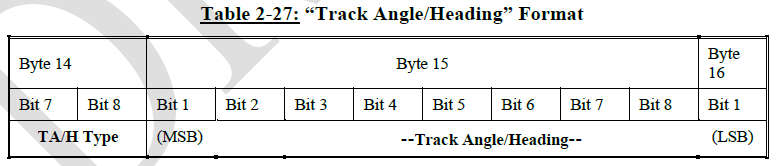 Table 2-27: “Track Angle/Heading” Format
Byte 14 Byte 15 Byte 16
Bit 7 Bit 8 Bit 1 Bit 2 Bit 3 Bit 4 Bit 5 Bit 6 Bit 7 Bit 8 Bit 1
TA/H Type (MSB) --Track Angle/Heading-- (LSB)